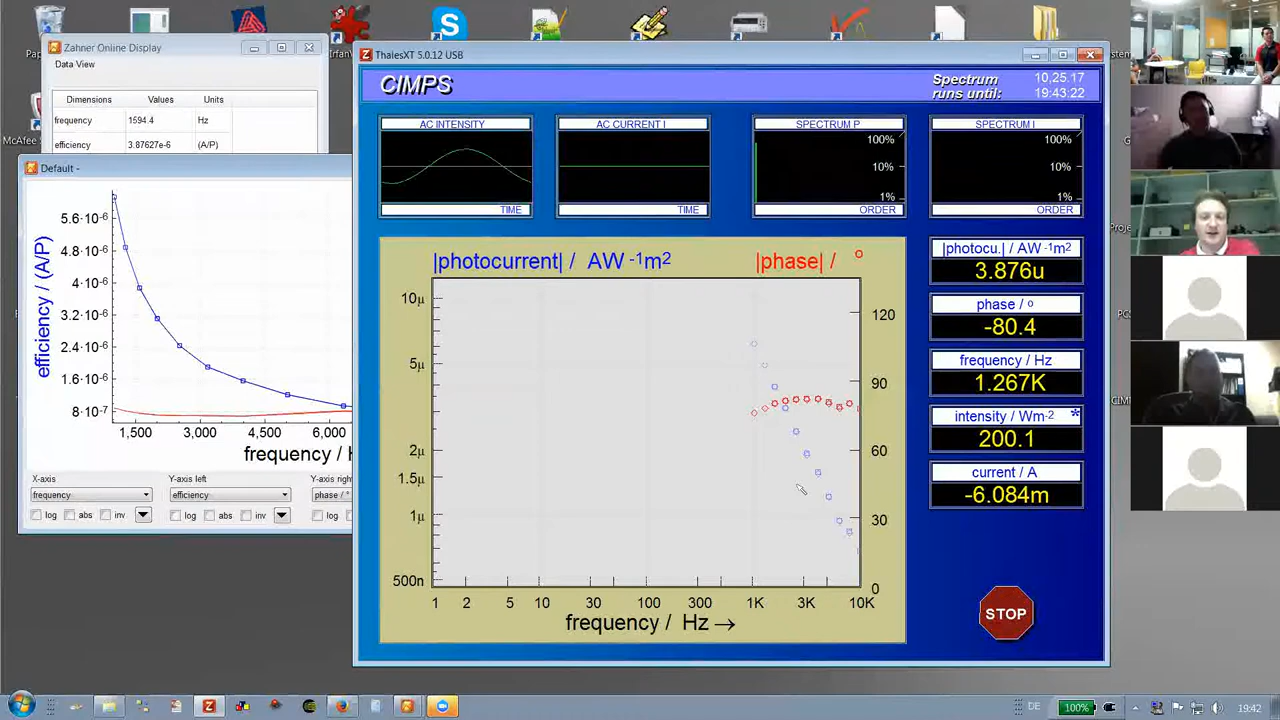 Zahner Online Display
Data View
Dimensions Values Units
frequency 1594.4 Hz
efficiency 3.87627e-6 (A/P)
McAfee
Default -
efficiency / (A/P)
5.6·10-6
4.8·10-6
4·10-6
3.2·10-6
2.4·10-6
1.6·10-6
8·10-7
1,500 3,000 4,500 6,000
frequency / H
X-axis Y-axis left Y-axis righ
frequency efficiency phase / °
log abs inv log abs inv log
ThalesXT 5.0.12 USB
CIMPS
Spectrum runs until:
10,25.17
19:43:22
AC INTENSITY
TIME
AC CURRENT I
TIME
SPECTRUM P
100%
10%
1%
ORDER
SPECTRUM I
100%
10%
1%
ORDER
|photocurrent| / AW -1m2
|phase| / °
10μ
5μ
2μ
1.5μ
1μ
500n
120
90
60
30
0
1 2 5 10 30 100 300 1K 3K 10K
frequency / Hz →
|photocu.| / AW -1m2
3.876u
phase / o
-80.4
frequency / Hz
1.267K
intensity / Wm-2 *
200.1
current / A
-6.084m
STOP
DE
100%
19:42